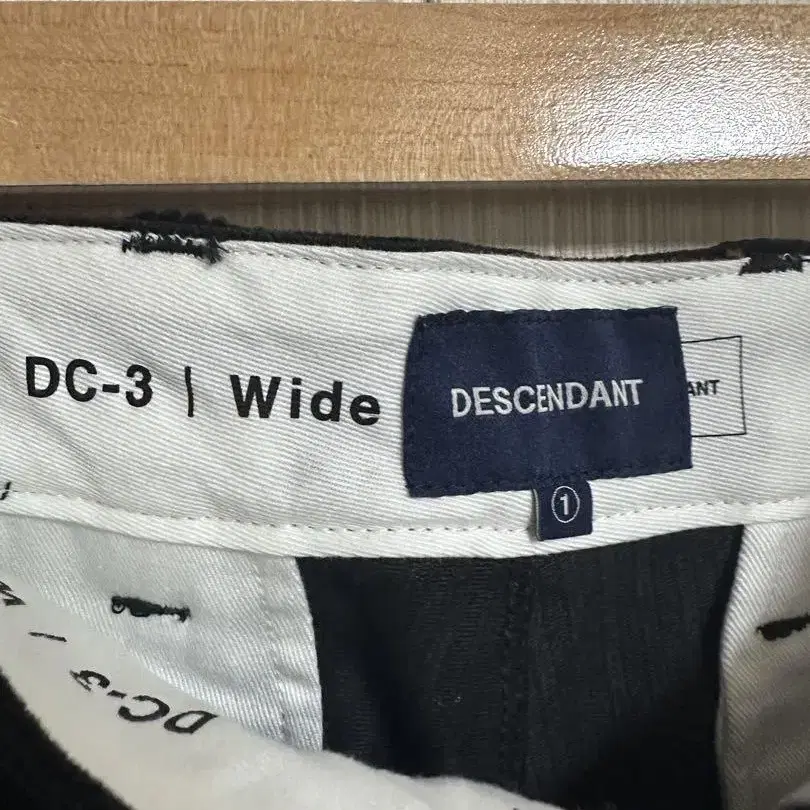 DC-3 | Wide
DESCENDANT
ANT
1
DC-3 |